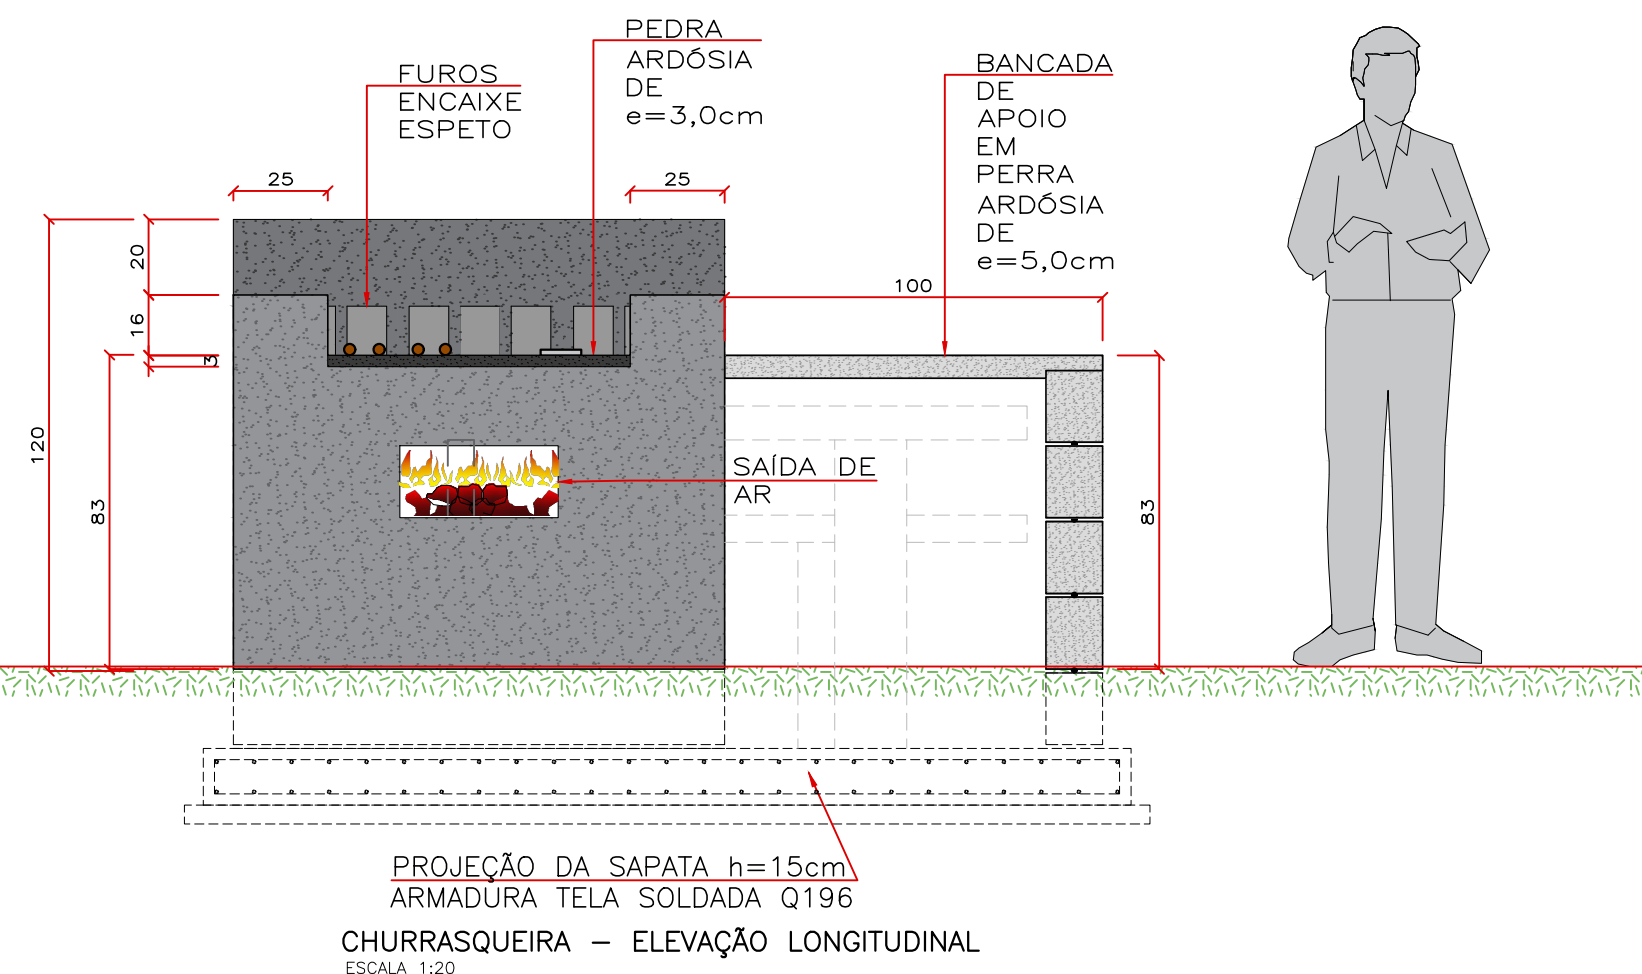 PEDRA
ARDÓSIA
DE
e=3,0cm
FUROS
ENCAIXE
ESPETO
BANCADA
DE
APOIO
EM
PERRA
ARDÓSIA
DE
e=5,0cm
25
25
20
16
3
120
83
100
83
SAÍDA DE
AR
PROJEÇÃO DA SAPATA h=15cm
ARMADURA TELA SOLDADA Q196
CHURRASQUEIRA – ELEVAÇÃO LONGITUDINAL
ESCALA 1:20